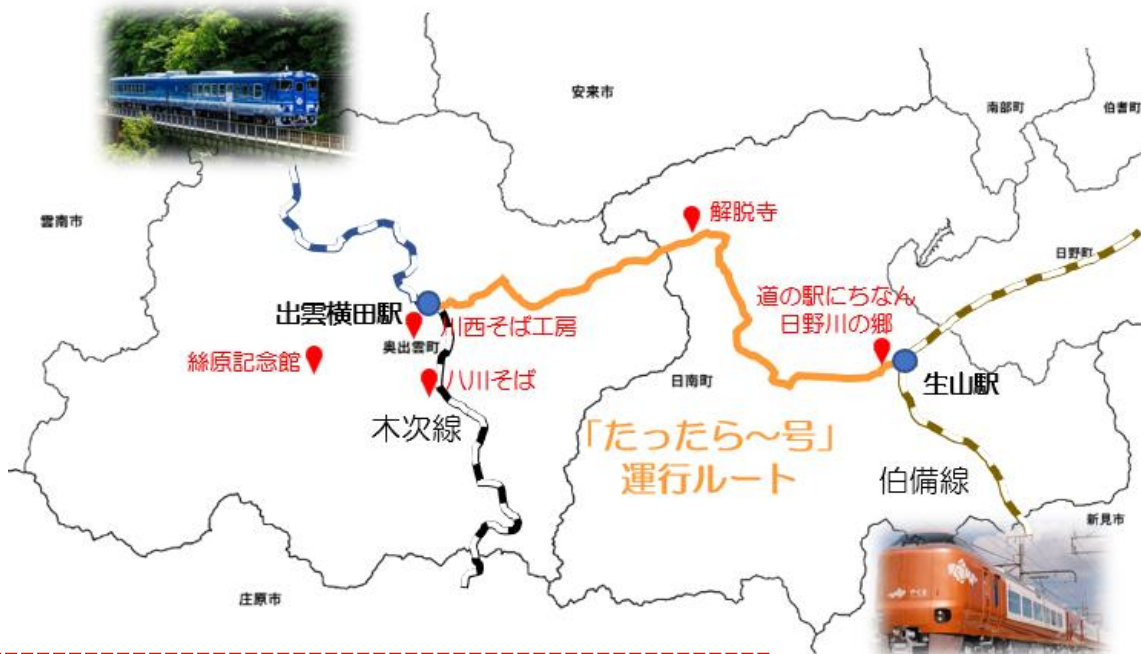 安来市
南部町
伯耆町
雲南市
解脱寺
日野町
道の駅にちなん
日野川の郷
出雲横田駅
川西そば工房
奥出雲町
絲原記念館
八川そば
日南町
生山駅
木次線
「たったら～号」
運行ルート
伯備線
新見市
庄原市